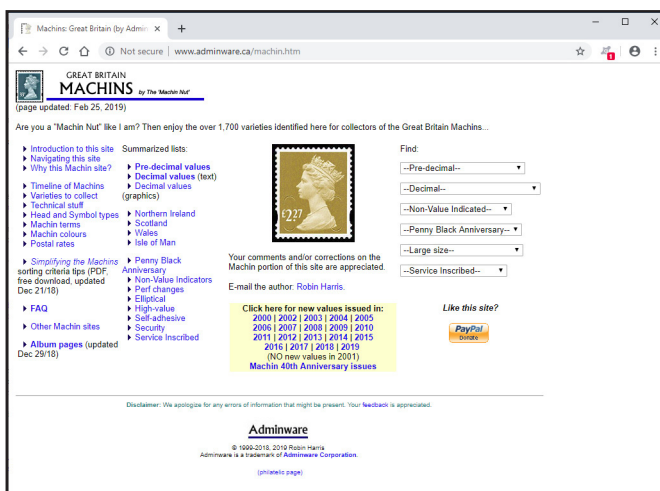 Machins: Great Britain (by Admin
Not secure | www.adminware.ca/machin.htm
1
GREAT BRITAIN
MACHINS by The 'Machin Nut'
(page updated: Feb 25, 2019)
Are you a "Machin Nut" like I am? Then enjoy the over 1,700 varieties identified here for collectors of the Great Britain Machins...
Introduction to this site
Navigating this site
Why this Machin site?
Timeline of Machins
Varieties to collect
Technical stuff
Head and Symbol types
Machin terms
Machin colours
Postal rates
Simplifying the Machins
sorting criteria tips (PDF,
free download, updated
Dec 21/18)
FAQ
Other Machin sites
Album pages (updated
Dec 29/18)
Summarized lists:
Pre-decimal values
Decimal values (text)
Decimal values
(graphics)
Northern Ireland
Scotland
Wales
Isle of Man
Penny Black
Anniversary
Non-Value Indicators
Perf changes
Elliptical
High-value
Self-adhesive
Security
Service Inscribed
£2.27
Your comments and/or corrections on the
Machin portion of this site are appreciated.
E-mail the author: Robin Harris.
Click here for new values issued in:
2000 | 2002 | 2003 | 2004 | 2005
2006 | 2007 | 2008 | 2009 | 2010
2011 | 2012 | 2013 | 2014 | 2015
2016 | 2017 | 2018 | 2019
(NO new values in 2001)
Machin 40th Anniversary issues
Find:
--Pre-decimal--
--Decimal--
--Non-Value Indicated--
--Penny Black Anniversary--
--Large size--
--Service Inscribed--
Like this site?
PayPal
Donate
Disclaimer: We apologize for any errors of information that might be present. Your feedback is appreciated.
Adminware
© 1999-2018, 2019 Robin Harris
Adminware is a trademark of Adminware Corporation.
(philatelic page)